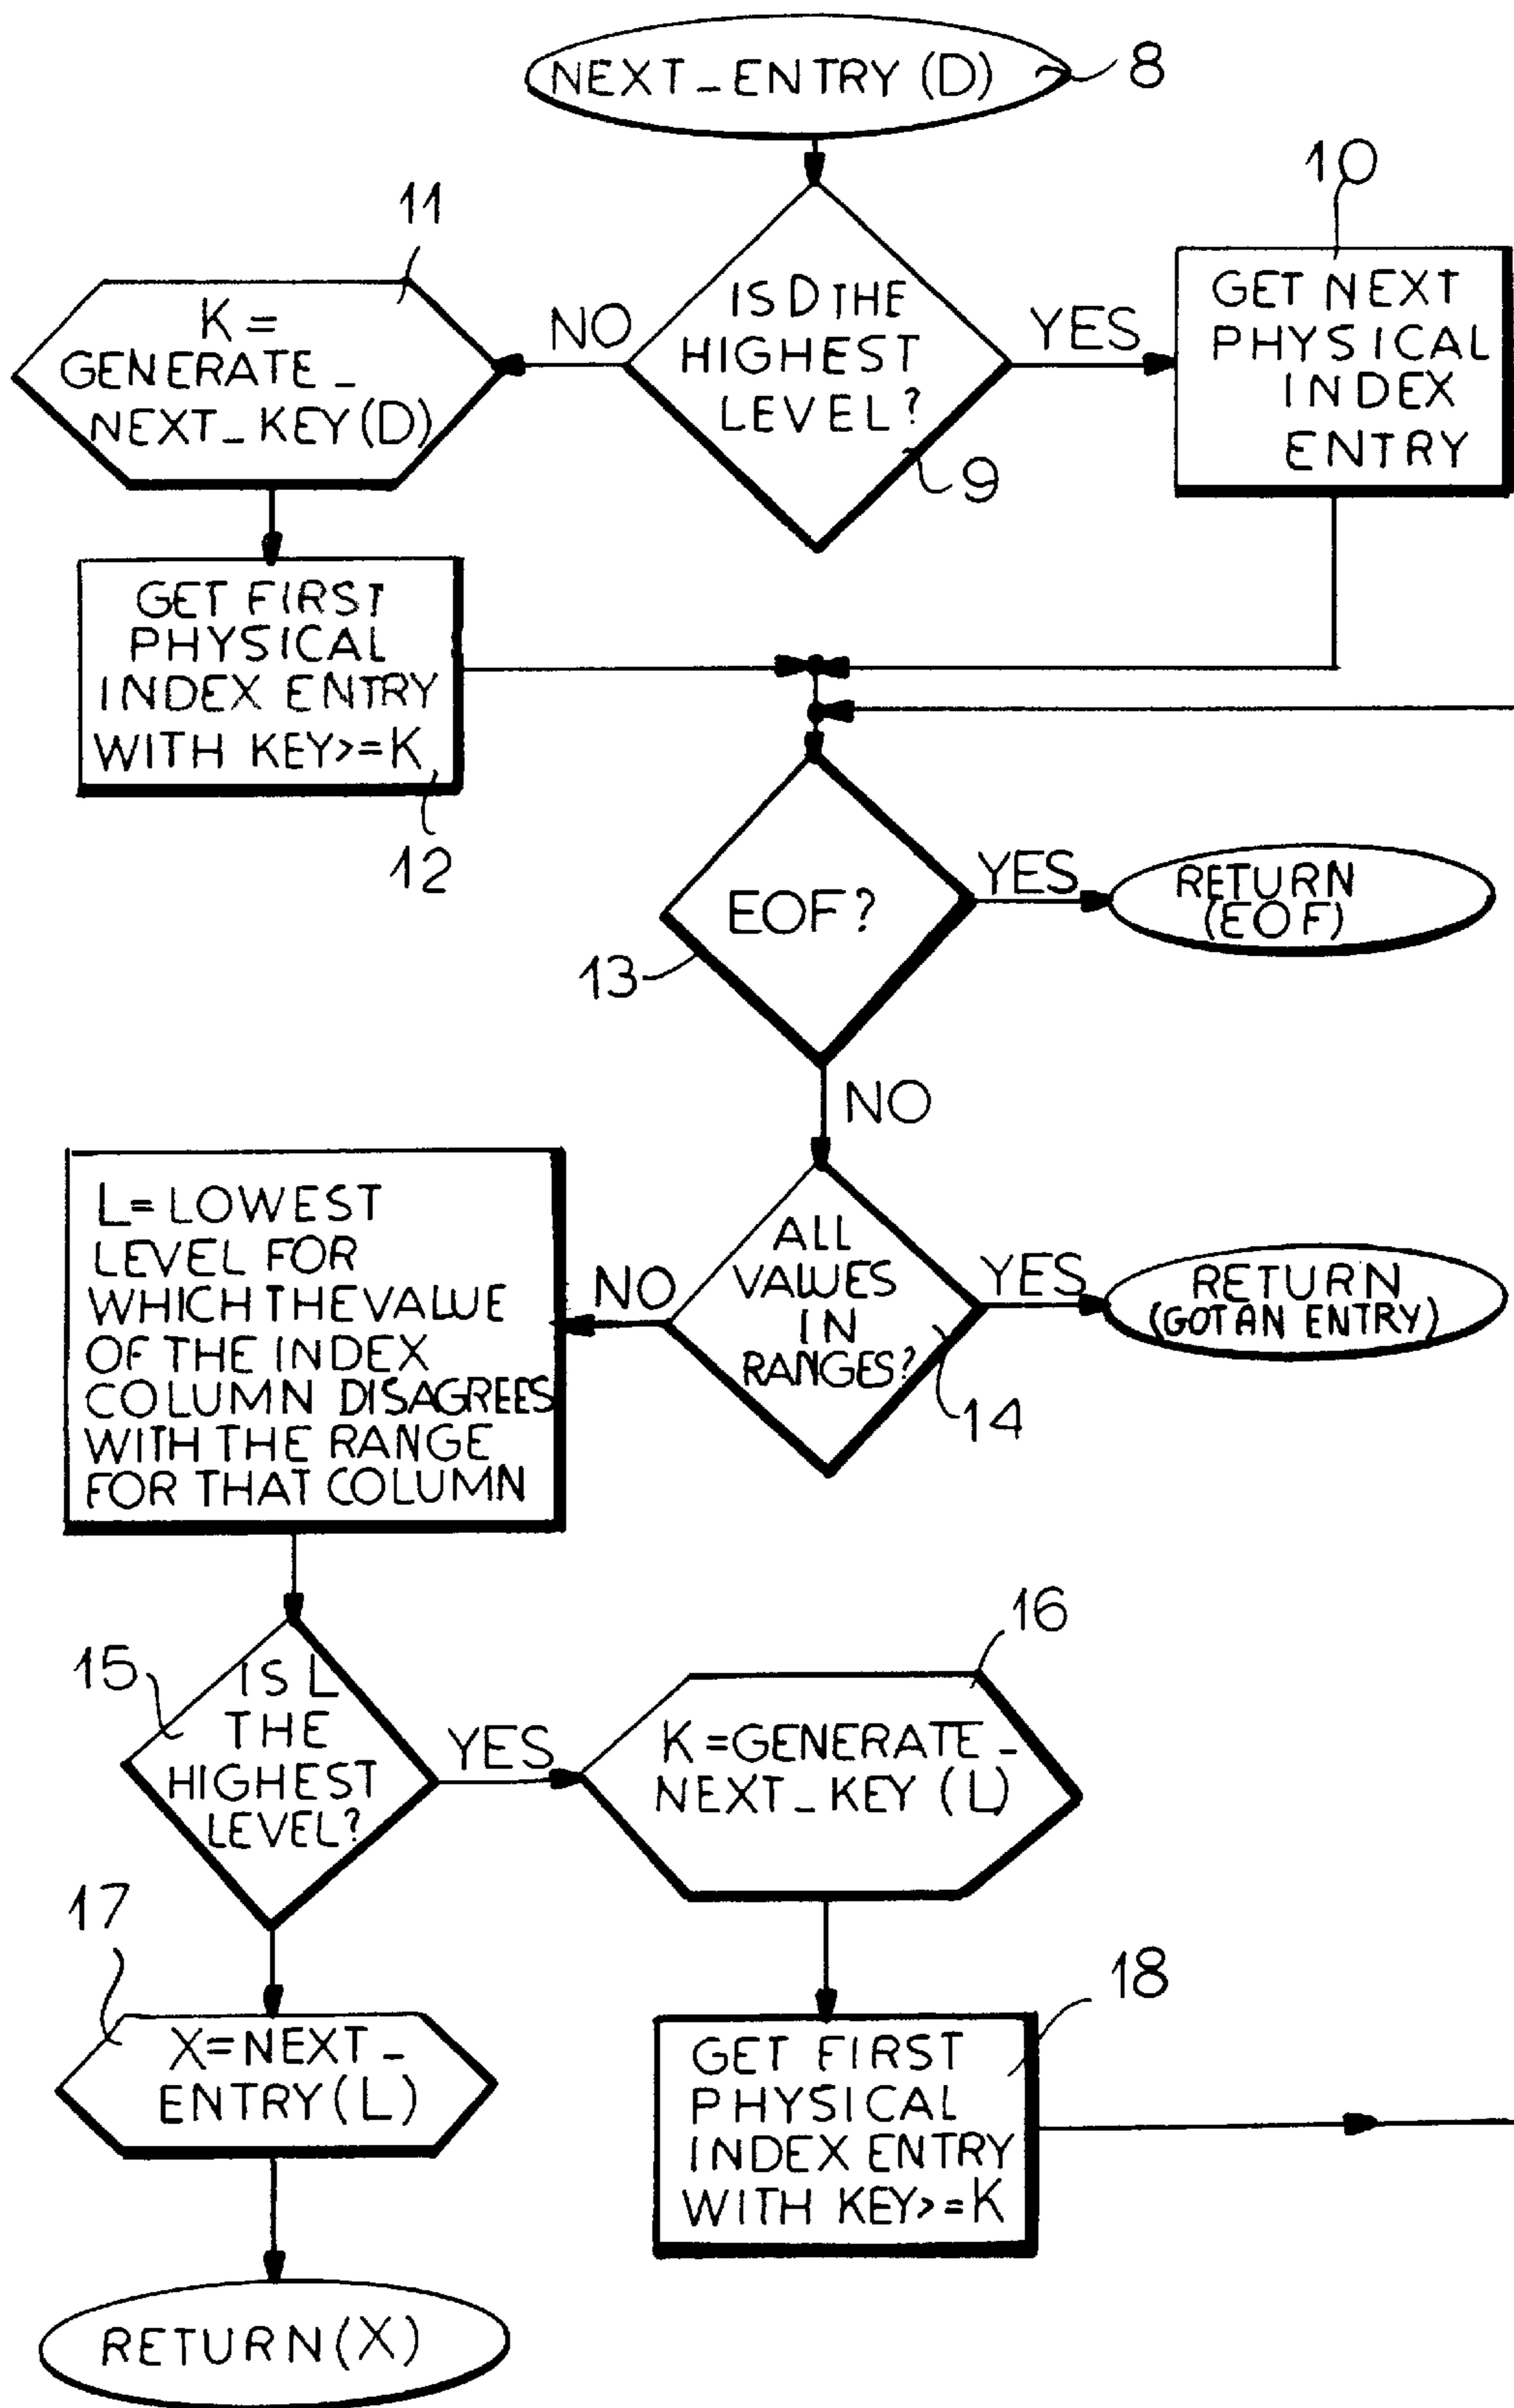 NEXT_ENTRY (D)
8
IS D THE
HIGHEST
LEVEL?
9
YES
10
GET NEXT
PHYSICAL
INDEX
ENTRY
NO
11
K =
GENERATE_
NEXT_KEY(D)
GET FIRST
PHYSICAL
INDEX ENTRY
WITH KEY>=K
12
EOF?
13
YES
RETURN
(EOF)
NO
ALL
VALUES
IN
RANGES?
14
YES
RETURN
(GOT AN ENTRY)
NO
L=LOWEST
LEVEL FOR
WHICH THE VALUE
OF THE INDEX
COLUMN DISAGREES
WITH THE RANGE
FOR THAT COLUMN
15
IS L
THE
HIGHEST
LEVEL?
YES
16
K=GENERATE_
NEXT_KEY (L)
17
X=NEXT_
ENTRY(L)
18
GET FIRST
PHYSICAL
INDEX ENTRY
WITH KEY>=K
RETURN(X)